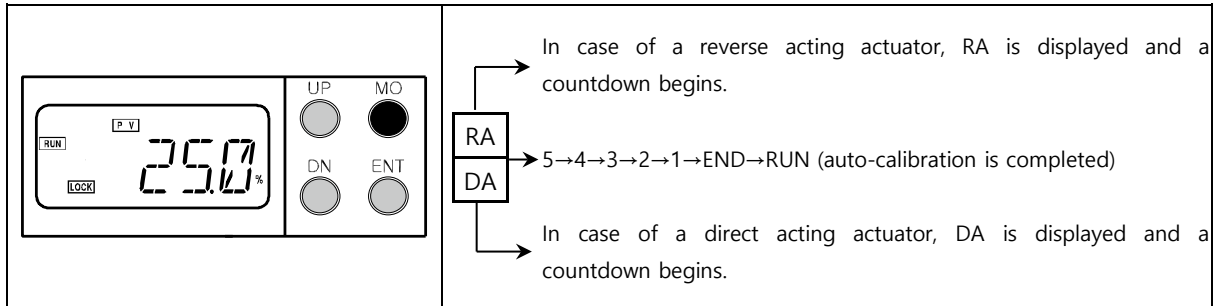 UP MO
P V
RUN
25.0 %
LOCK
DN ENT
In case of a reverse acting actuator, RA is displayed and a
countdown begins.
RA
5→4→3→2→1→END→RUN (auto-calibration is completed)
DA
In case of a direct acting actuator, DA is displayed and a
countdown begins.